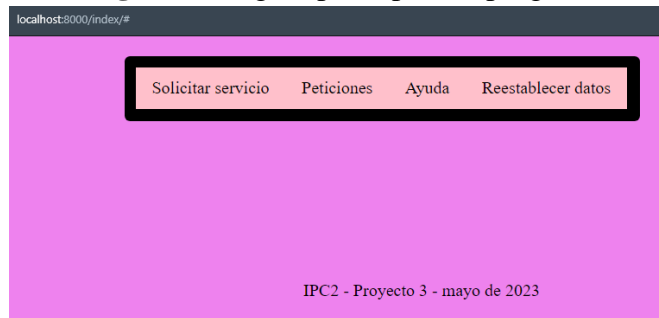 localhost:8000/index/#
Solicitar servicio Peticiones Ayuda Reestablecer datos
IPC2 - Proyecto 3 - mayo de 2023